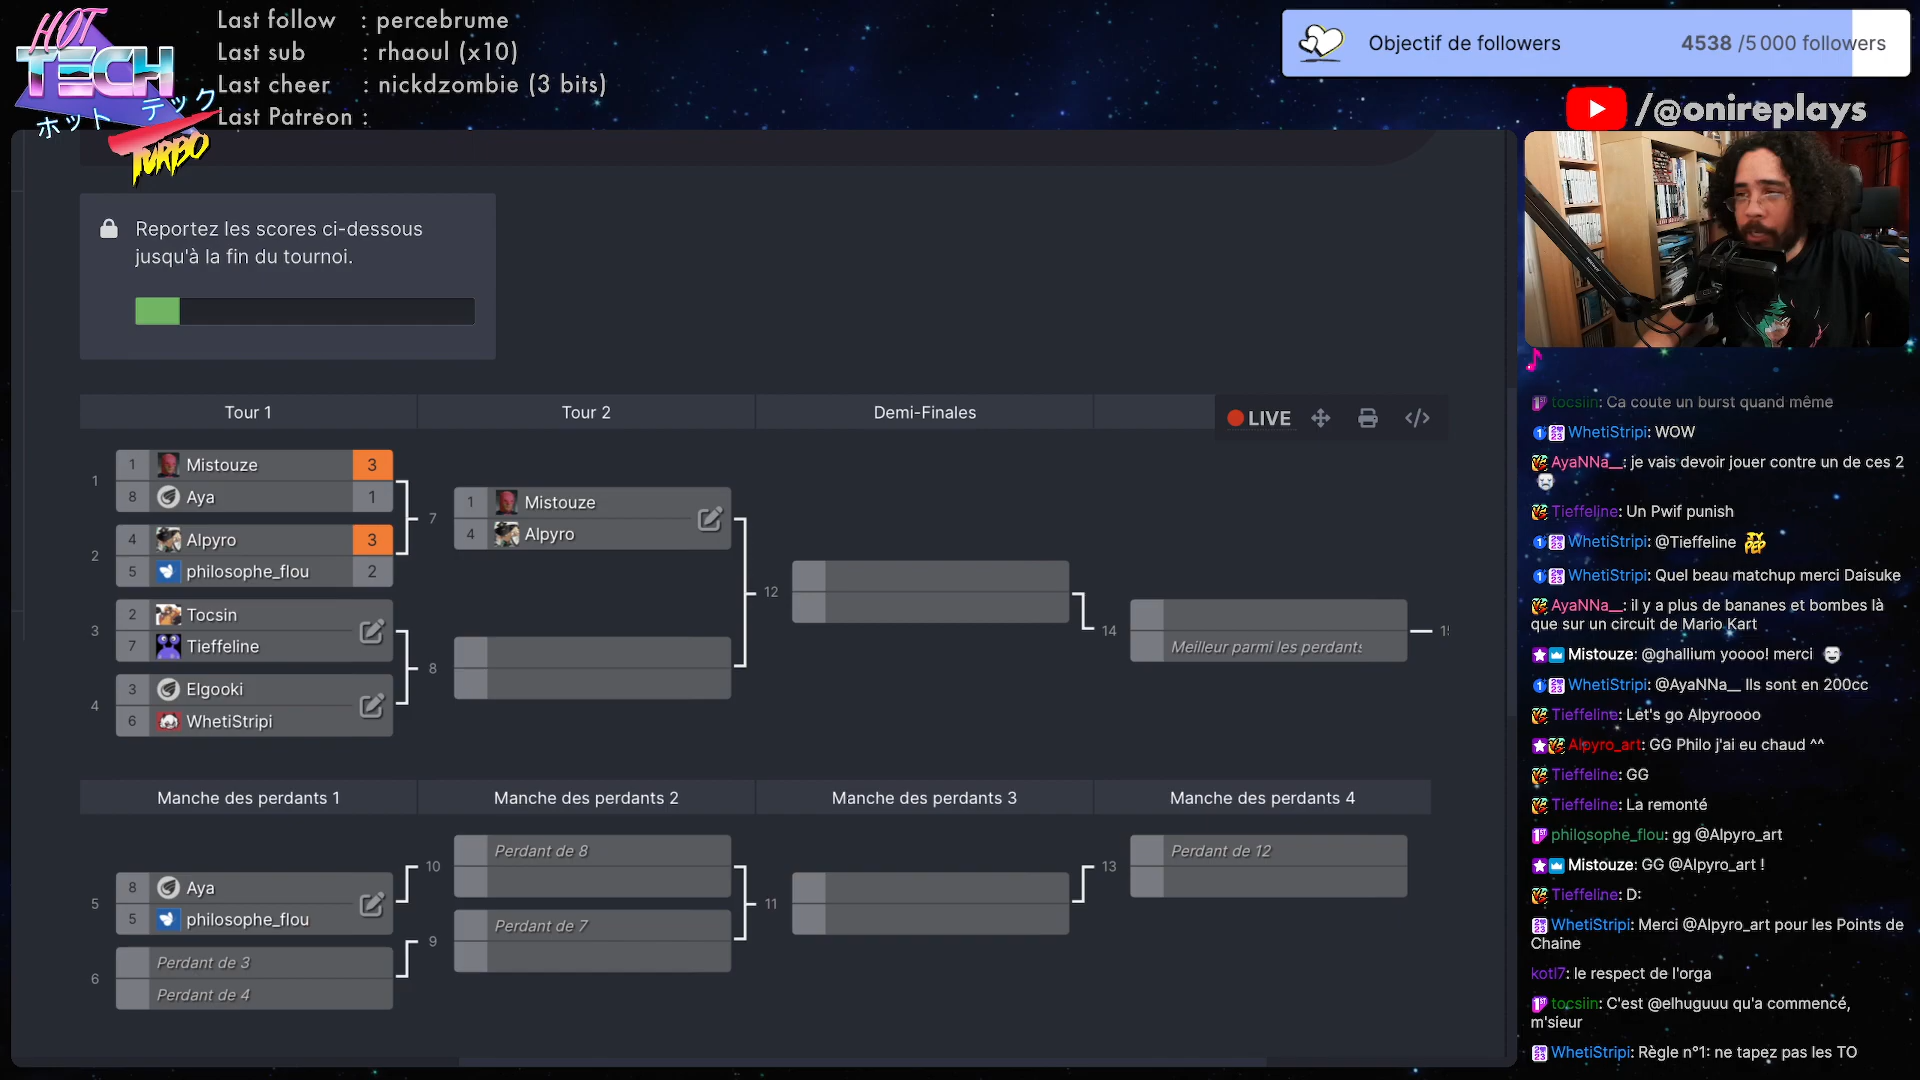 HOT
TECH
ホット テック
TURBO
Last follow : percebrume
Last sub : rhaoul (x10)
Last cheer : nickdzombie (3 bits)
Last Patreon :
Objectif de followers 4538 /5 000 followers
/@onireplays
Reportez les scores ci-dessous
jusqu'à la fin du tournoi.
Tour 1 Tour 2 Demi-Finales LIVE
1 1 Mistouze 3
8 Aya 1
2 4 Alpyro 3
5 philosophe_flou 2
3 2 Tocsin
7 Tieffeline
4 3 Elgooki
6 WhetiStripi
7 1 Mistouze
4 Alpyro
8
12
14
Meilleur parmi les perdants
Manche des perdants 1 Manche des perdants 2 Manche des perdants 3 Manche des perdants 4
5 8 Aya
5 philosophe_flou
6 Perdant de 3
Perdant de 4
10 Perdant de 8
9 Perdant de 7
11
13 Perdant de 12
tocsiin: Ca coute un burst quand même
WhetiStripi: WOW
AyaNNa__: je vais devoir jouer contre un de ces 2
Tieffeline: Un Pwif punish
WhetiStripi: @Tieffeline
WhetiStripi: Quel beau matchup merci Daisuke
AyaNNa__: il y a plus de bananes et bombes là
que sur un circuit de Mario Kart
Mistouze: @ghallium yoooo! merci
WhetiStripi: @AyaNNa__ Ils sont en 200cc
Tieffeline: Let's go Alpyroooo
Alpyro_art: GG Philo j'ai eu chaud ^^
Tieffeline: GG
Tieffeline: La remonté
philosophe_flou: gg @Alpyro_art
Mistouze: GG @Alpyro_art !
Tieffeline: D:
WhetiStripi: Merci @Alpyro_art pour les Points de
Chaine
kotl7: le respect de l'orga
tocsiin: C'est @elhuguuu qu'a commencé,
m'sieur
WhetiStripi: Règle n°1: ne tapez pas les TO